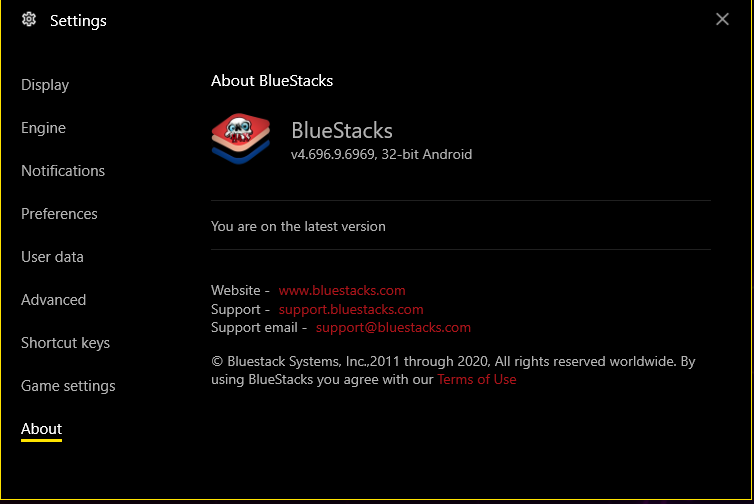 Settings
Display
Engine
Notifications
Preferences
User data
Advanced
Shortcut keys
Game settings
About
About BlueStacks
BlueStacks
v4.696.9.6969, 32-bit Android
You are on the latest version
Website - www.bluestacks.com
Support - support.bluestacks.com
Support email - support@bluestacks.com
© Bluestack Systems, Inc.,2011 through 2020, All rights reserved worldwide. By
using BlueStacks you agree with our Terms of Use